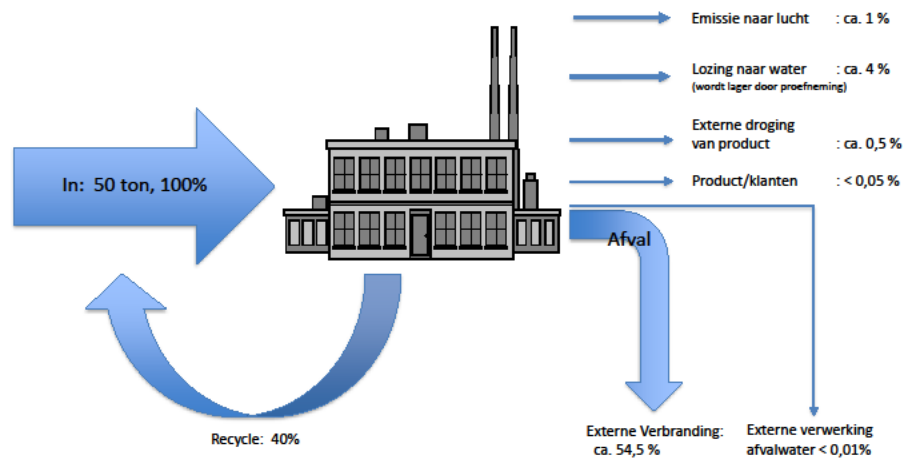 Emissie naar lucht : ca. 1 %
Lozing naar water : ca. 4 %
(wordt lager door proefneming)
Externe droging
van product : ca. 0,5 %
Product/klanten : < 0,05 %
In: 50 ton, 100%
Afval
Recycle: 40%
Externe Verbranding:
ca. 54,5 %
Externe verwerking
afvalwater < 0,01%